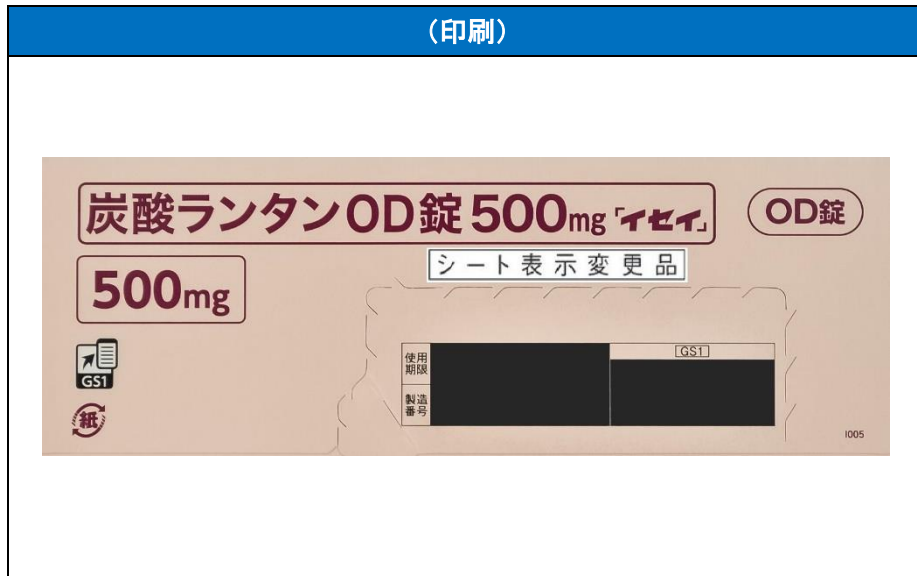 (印刷)
炭酸ランタンOD錠500mg「イセイ」
OD錠
シート表示変更品
500mg
GS1
使用
期限
GS1
製造
番号
紙
I005